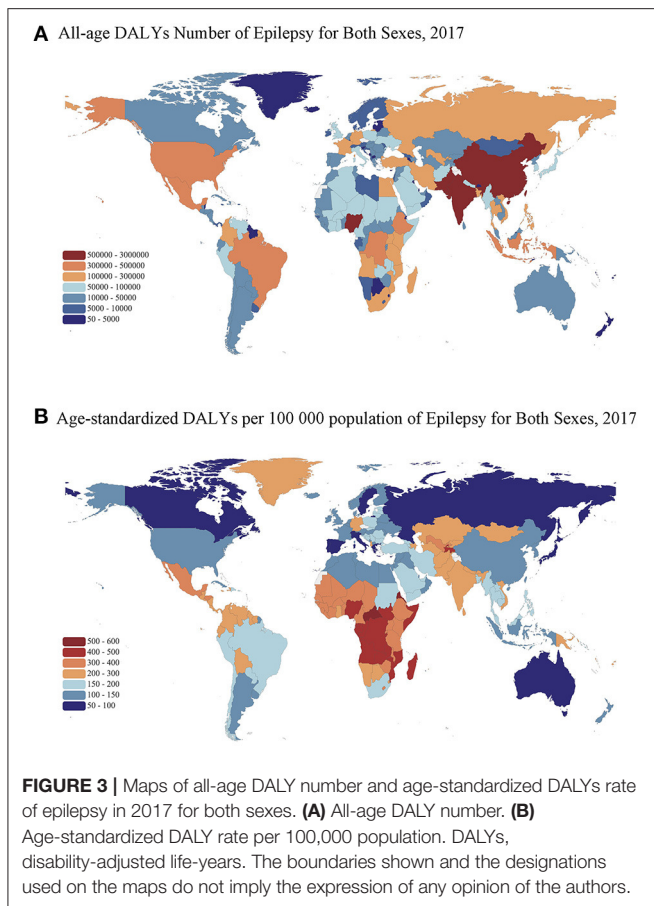 A All-age DALYs Number of Epilepsy for Both Sexes, 2017
500000 - 3000000
300000 - 500000
100000 - 300000
50000 - 100000
10000 - 50000
5000 - 10000
50 - 5000
B Age-standardized DALYs per 100 000 population of Epilepsy for Both Sexes, 2017
500 - 600
400 - 500
300 - 400
200 - 300
150 - 200
100 - 150
50 - 100
FIGURE 3 | Maps of all-age DALY number and age-standardized DALYs rate
of epilepsy in 2017 for both sexes. (A) All-age DALY number. (B)
Age-standardized DALY rate per 100,000 population. DALYs,
disability-adjusted life-years. The boundaries shown and the designations
used on the maps do not imply the expression of any opinion of the authors.